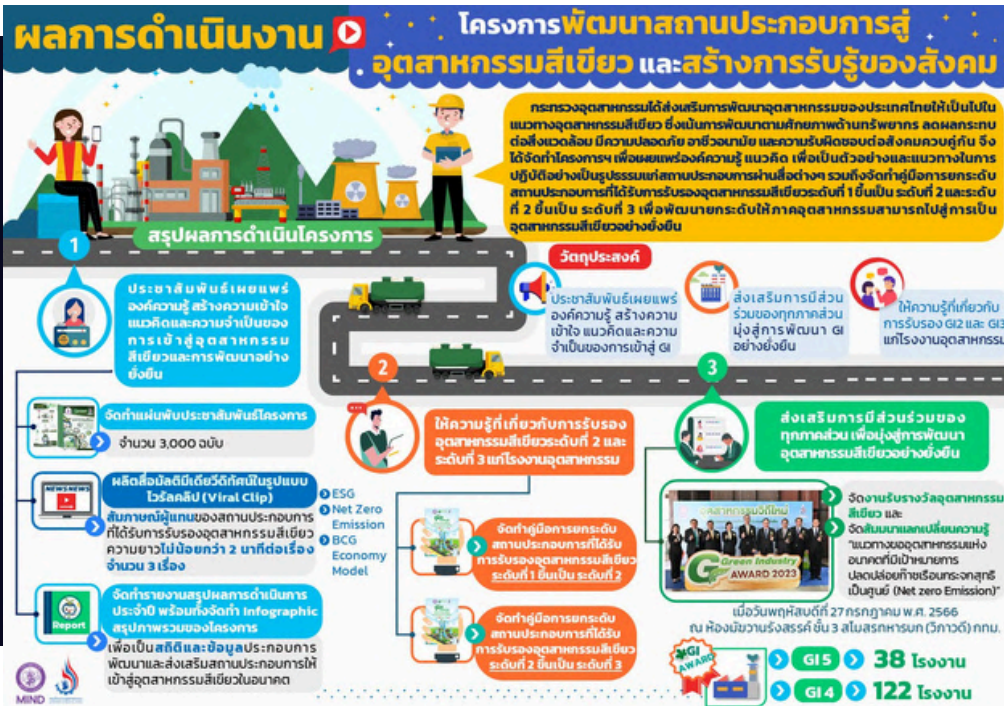 ผลการดำเนินงาน
โครงการพัฒนาสถานประกอบการสู่
อุตสาหกรรมสีเขียว และสร้างการรับรู้ของสังคม
กระทรวงอุตสาหกรรมได้ส่งเสริมการพัฒนาอุตสาหกรรมของประเทศไทยให้เป็นไปใน
แนวทางอุตสาหกรรมสีเขียว ซึ่งเน้นการพัฒนาตามศักยภาพด้านทรัพยากร ลดผลกระทบ
ต่อสิ่งแวดล้อม มีความปลอดภัย อาชีวอนามัย และความรับผิดชอบต่อสังคมควบคู่กัน จึง
ได้จัดทำโครงการฯ เพื่อเผยแพร่องค์ความรู้ แนวคิด เพื่อเป็นตัวอย่างและแนวทางในการ
ปฏิบัติอย่างเป็นรูปธรรมแก่สถานประกอบการผ่านสื่อต่างๆ รวมถึงจัดทำคู่มือการยกระดับ
สถานประกอบการที่ได้รับการรับรองอุตสาหกรรมสีเขียวระดับที่ 1 ขึ้นเป็น ระดับที่ 2 และระดับ
ที่ 2 ขึ้นเป็น ระดับที่ 3 เพื่อพัฒนายกระดับให้ภาคอุตสาหกรรมสามารถไปสู่การเป็น
อุตสาหกรรมสีเขียวอย่างยั่งยืน
สรุปผลการดำเนินโครงการ
วัตถุประสงค์
ประชาสัมพันธ์เผยแพร่
องค์ความรู้ สร้างความ
เข้าใจ แนวคิดและความ
จำเป็นของการเข้าสู่ GI
ส่งเสริมการมีส่วน
ร่วมของทุกภาคส่วน
มุ่งสู่การพัฒนา GI
อย่างยั่งยืน
ให้ความรู้ที่เกี่ยวกับ
การรับรอง GI2 และ GI3
แก่โรงงานอุตสาหกรรม
1
ประชาสัมพันธ์เผยแพร่
องค์ความรู้ สร้างความเข้าใจ
แนวคิดและความจำเป็นของ
การเข้าสู่อุตสาหกรรม
สีเขียวและการพัฒนาอย่าง
ยั่งยืน
จัดทำแผ่นพับประชาสัมพันธ์โครงการ
จำนวน 3,000 ฉบับ
NEWS NEWS
ผลิตสื่อมัลติมีเดียวีดิทัศน์ในรูปแบบ
ไวรัลคลิป (Viral Clip)
สัมภาษณ์ผู้แทนของสถานประกอบการ
ที่ได้รับการรับรองอุตสาหกรรมสีเขียว
ความยาวไม่น้อยกว่า 2 นาทีต่อเรื่อง
จำนวน 3 เรื่อง
ESG
Net Zero
Emission
BCG
Economy
Model
Report
จัดทำรายงานสรุปผลการดำเนินการ
ประจำปี พร้อมทั้งจัดทำ Infographic
สรุปภาพรวมของโครงการ
เพื่อเป็นสถิติและข้อมูลประกอบการ
พัฒนาและส่งเสริมสถานประกอบการให้
เข้าสู่อุตสาหกรรมสีเขียวในอนาคต
MIND
2
ให้ความรู้ที่เกี่ยวกับการรับรอง
อุตสาหกรรมสีเขียวระดับที่ 2 และ
ระดับที่ 3 แก่โรงงานอุตสาหกรรม
จัดทำคู่มือการยกระดับ
สถานประกอบการที่ได้รับ
การรับรองอุตสาหกรรมสีเขียว
ระดับที่ 1 ขึ้นเป็น ระดับที่ 2
จัดทำคู่มือการยกระดับ
สถานประกอบการที่ได้รับ
การรับรองอุตสาหกรรมสีเขียว
ระดับที่ 2 ขึ้นเป็น ระดับที่ 3
3
ส่งเสริมการมีส่วนร่วมของ
ทุกภาคส่วน เพื่อมุ่งสู่การพัฒนา
อุตสาหกรรมสีเขียวอย่างยั่งยืน
อุตสาหกรรมวิถีใหม่
Green Industry
AWARD 2023
จัดงานรับรางวัลอุตสาหกรรม
สีเขียว และ
จัดสัมมนาแลกเปลี่ยนความรู้
"แนวทางของอุตสาหกรรมแห่ง
อนาคตที่มีเป้าหมายการ
ปลดปล่อยก๊าซเรือนกระจกสุทธิ
เป็นศูนย์ (Net zero Emission)"
เมื่อวันพฤหัสบดีที่ 27 กรกฎาคม พ.ศ. 2566
ณ ห้องมัฆวานรังสรรค์ ชั้น 3 สโมสรทหารบก (วิภาวดี) กทม.
GI
AWARD
GI 5 38 โรงงาน
GI 4 122 โรงงาน